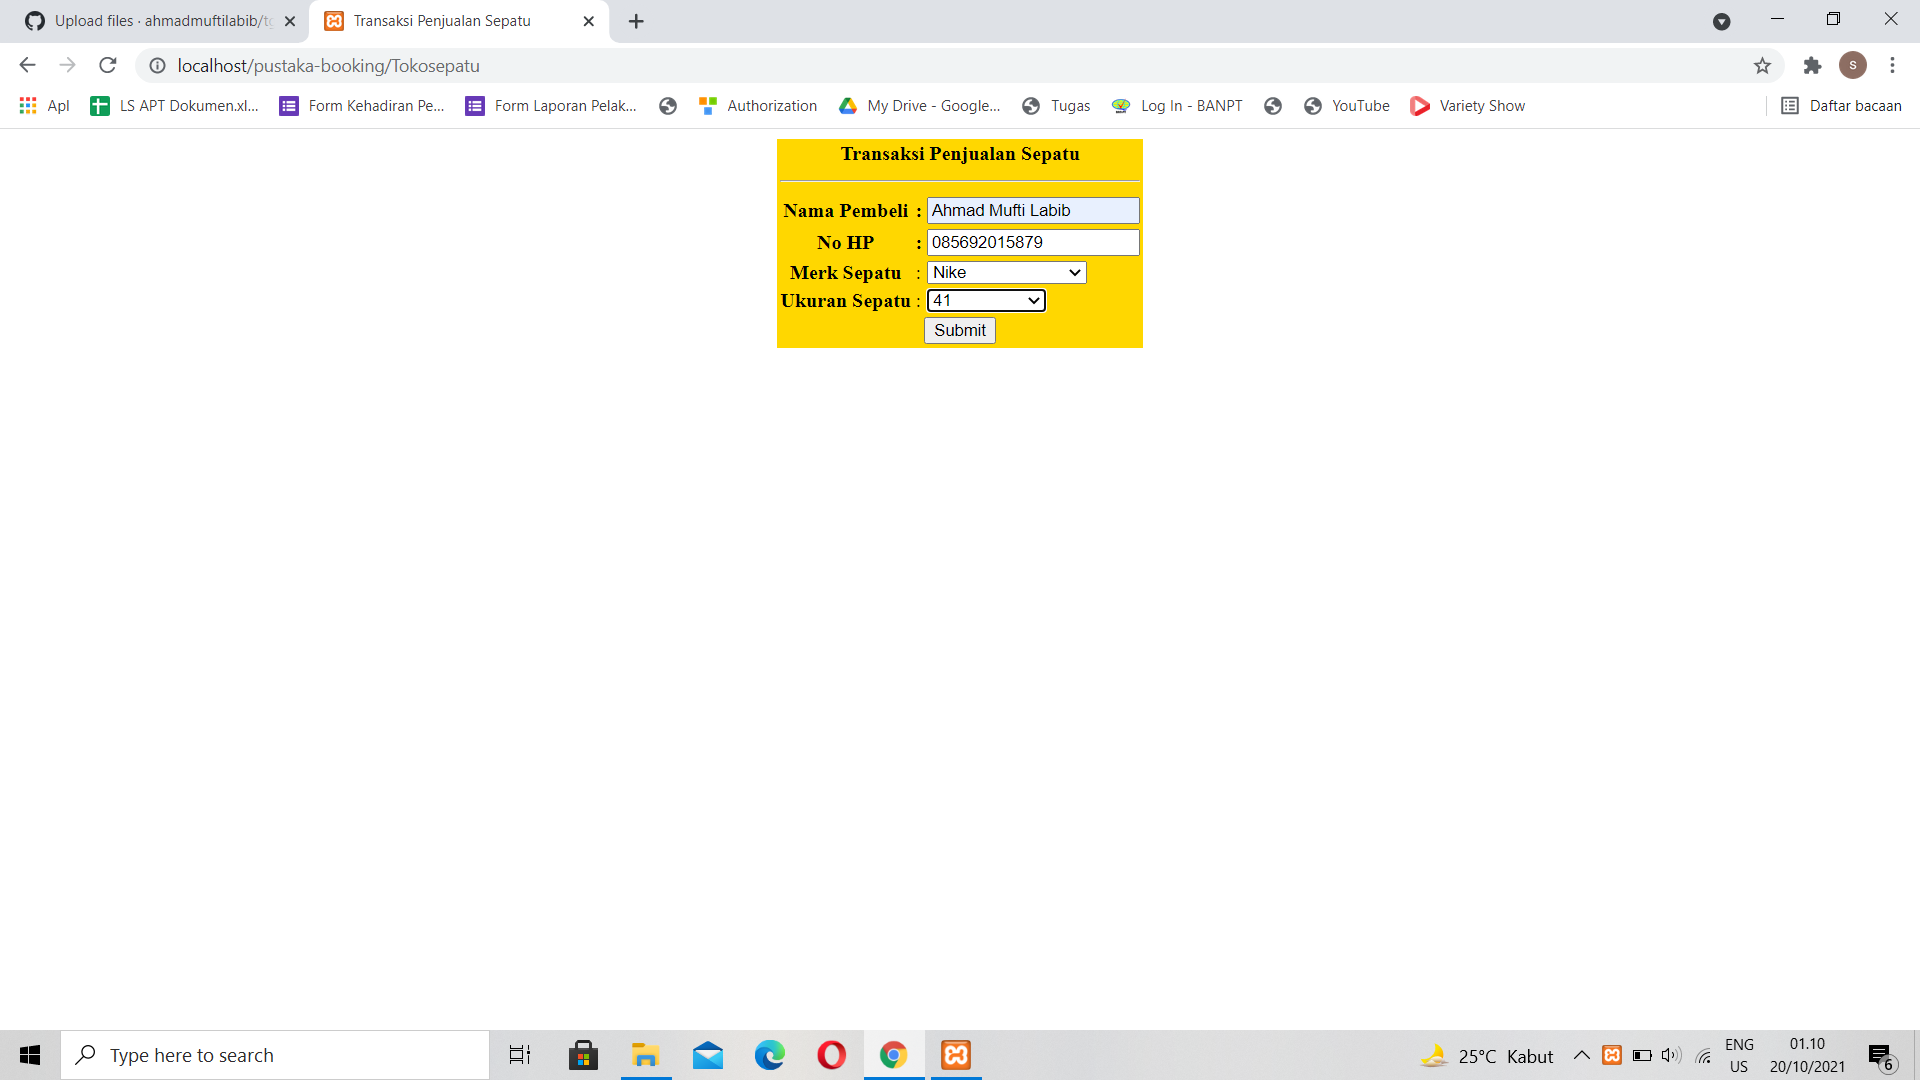 Upload files · ahmadmuftilabib/to
Transaksi Penjualan Sepatu
localhost/pustaka-booking/Tokosepatu
S
Apl
LS APT Dokumen.xl...
Form Kehadiran Pe...
Form Laporan Pelak...
Authorization
My Drive - Google...
Tugas
Log In - BANPT
YouTube
Variety Show
Daftar bacaan
Transaksi Penjualan Sepatu
Nama Pembeli : Ahmad Mufti Labib
No HP : 085692015879
Merk Sepatu : Nike
Ukuran Sepatu : 41
Submit
Type here to search
25°C Kabut
ENG
US
01.10
20/10/2021
6